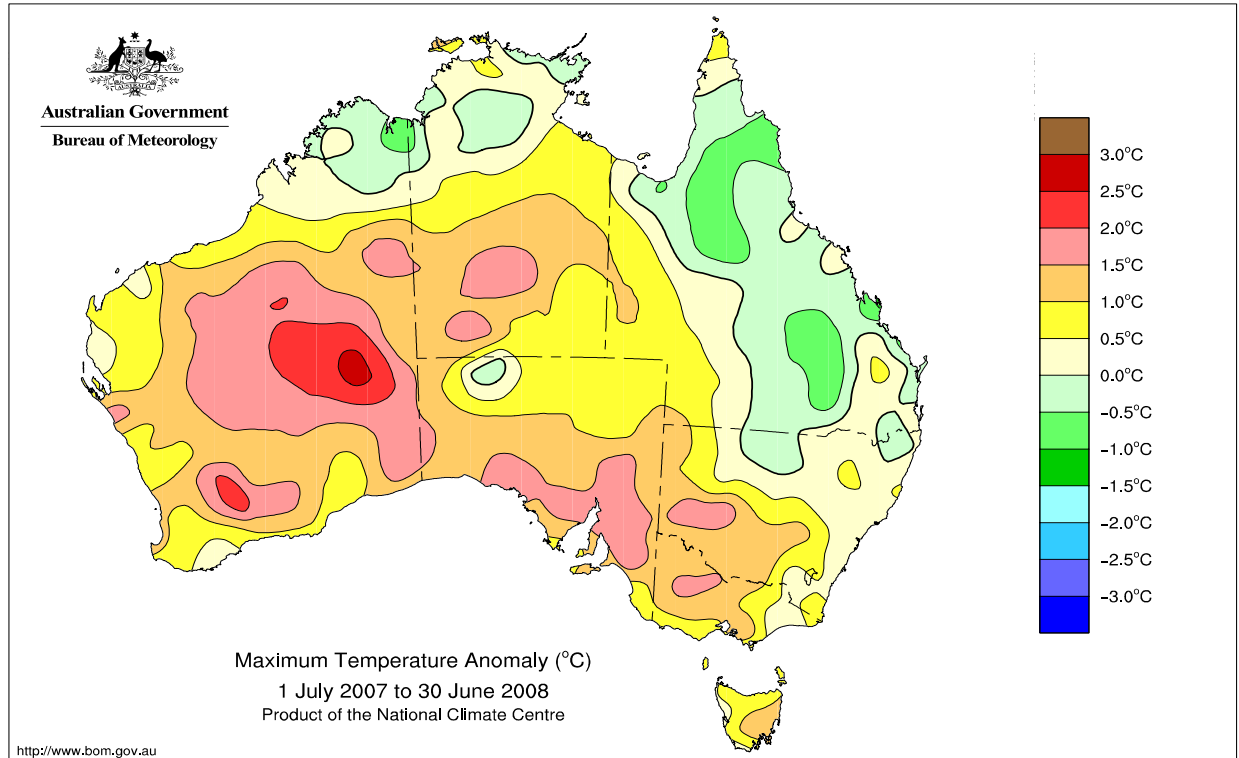 Australian Government
Bureau of Meteorology
3.0°C
2.5°C
2.0°C
1.5°C
1.0°C
0.5°C
0.0°C
−0.5°C
−1.0°C
−1.5°C
−2.0°C
−2.5°C
−3.0°C
Maximum Temperature Anomaly (°C)
1 July 2007 to 30 June 2008
Product of the National Climate Centre
http://www.bom.gov.au